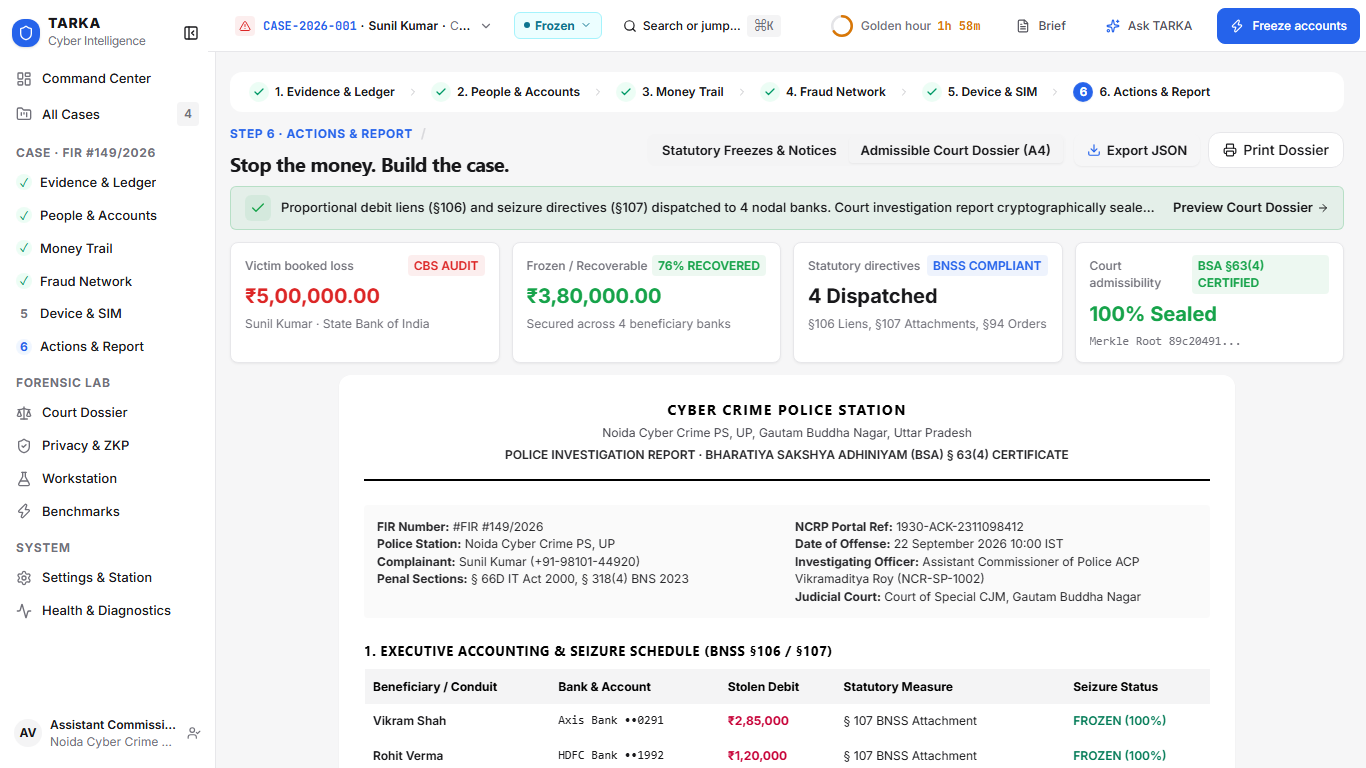 TARKA
Cyber Intelligence
CASE-2026-001 · Sunil Kumar · C...
Frozen
Search or jump... ⌘K
Golden hour 1h 58m
Brief
Ask TARKA
Freeze accounts
Command Center
All Cases 4
CASE · FIR #149/2026
✓ Evidence & Ledger
✓ People & Accounts
✓ Money Trail
✓ Fraud Network
5 Device & SIM
6 Actions & Report
FORENSIC LAB
Court Dossier
Privacy & ZKP
Workstation
Benchmarks
SYSTEM
Settings & Station
Health & Diagnostics
AV
Assistant Commissi...
Noida Cyber Crime ...
1. Evidence & Ledger
2. People & Accounts
3. Money Trail
4. Fraud Network
5. Device & SIM
6 6. Actions & Report
STEP 6 · ACTIONS & REPORT /
Stop the money. Build the case.
Statutory Freezes & Notices
Admissible Court Dossier (A4)
Export JSON
Print Dossier
Proportional debit liens (§106) and seizure directives (§107) dispatched to 4 nodal banks. Court investigation report cryptographically seale...
Preview Court Dossier →
Victim booked loss CBS AUDIT
₹5,00,000.00
Sunil Kumar · State Bank of India
Frozen / Recoverable 76% RECOVERED
₹3,80,000.00
Secured across 4 beneficiary banks
Statutory directives BNSS COMPLIANT
4 Dispatched
§106 Liens, §107 Attachments, §94 Orders
Court admissibility
BSA §63(4) CERTIFIED
100% Sealed
Merkle Root 89c20491...
CYBER CRIME POLICE STATION
Noida Cyber Crime PS, UP, Gautam Buddha Nagar, Uttar Pradesh
POLICE INVESTIGATION REPORT · BHARATIYA SAKSHYA ADHINIYAM (BSA) § 63(4) CERTIFICATE
FIR Number: #FIR #149/2026
Police Station: Noida Cyber Crime PS, UP
Complainant: Sunil Kumar (+91-98101-44920)
Penal Sections: § 66D IT Act 2000, § 318(4) BNS 2023
NCRP Portal Ref: 1930-ACK-2311098412
Date of Offense: 22 September 2026 10:00 IST
Investigating Officer: Assistant Commissioner of Police ACP
Vikramaditya Roy (NCR-SP-1002)
Judicial Court: Court of Special CJM, Gautam Buddha Nagar
1. EXECUTIVE ACCOUNTING & SEIZURE SCHEDULE (BNSS §106 / §107)
Beneficiary / Conduit Bank & Account Stolen Debit Statutory Measure Seizure Status
Vikram Shah Axis Bank ••0291 ₹2,85,000 § 107 BNSS Attachment FROZEN (100%)
Rohit Verma HDFC Bank ••1992 ₹1,20,000 § 107 BNSS Attachment FROZEN (100%)